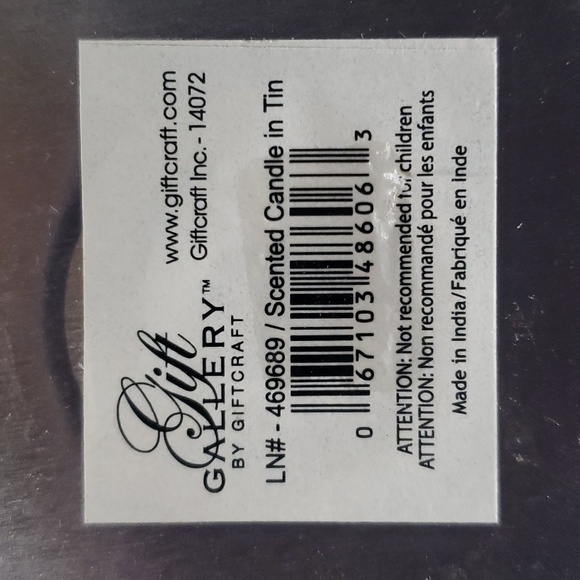 Gift
GALLERY™
BY GIFTCRAFT
www.giftcraft.com
Giftcraft Inc. - 14072
LN# - 469689 / Scented Candle in Tin
0 67103 48606 3
ATTENTION: Not recommended for children
ATTENTION: Non recommandé pour les enfants
Made in India/Fabriqué en Inde